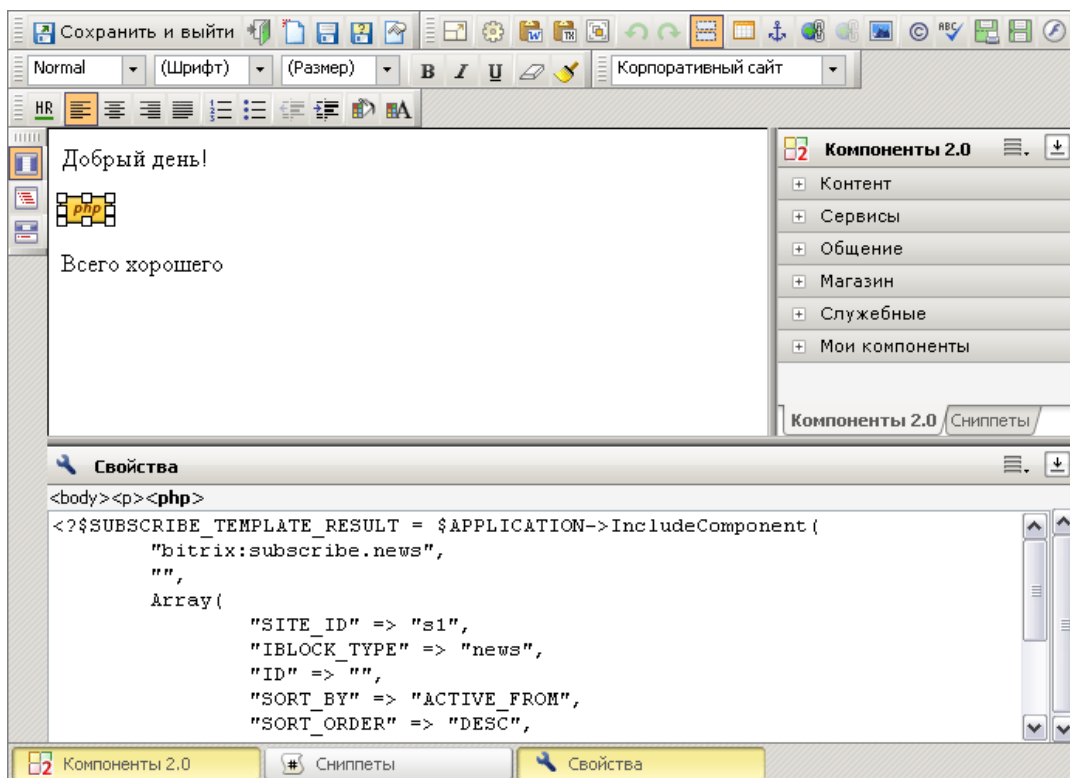 Сохранить и выйти
Normal (Шрифт) (Размер) B I U Корпоративный сайт
HR
Добрый день!
php
Всего хорошего
Компоненты 2.0
Контент
Сервисы
Общение
Магазин
Служебные
Мои компоненты
Компоненты 2.0 Сниппеты
Свойства
<body><p><php>
<?$SUBSCRIBE_TEMPLATE_RESULT = $APPLICATION->IncludeComponent(
"bitrix:subscribe.news",
"",
Array(
"SITE_ID" => "s1",
"IBLOCK_TYPE" => "news",
"ID" => "",
"SORT_BY" => "ACTIVE_FROM",
"SORT_ORDER" => "DESC",
Компоненты 2.0 Сниппеты Свойства